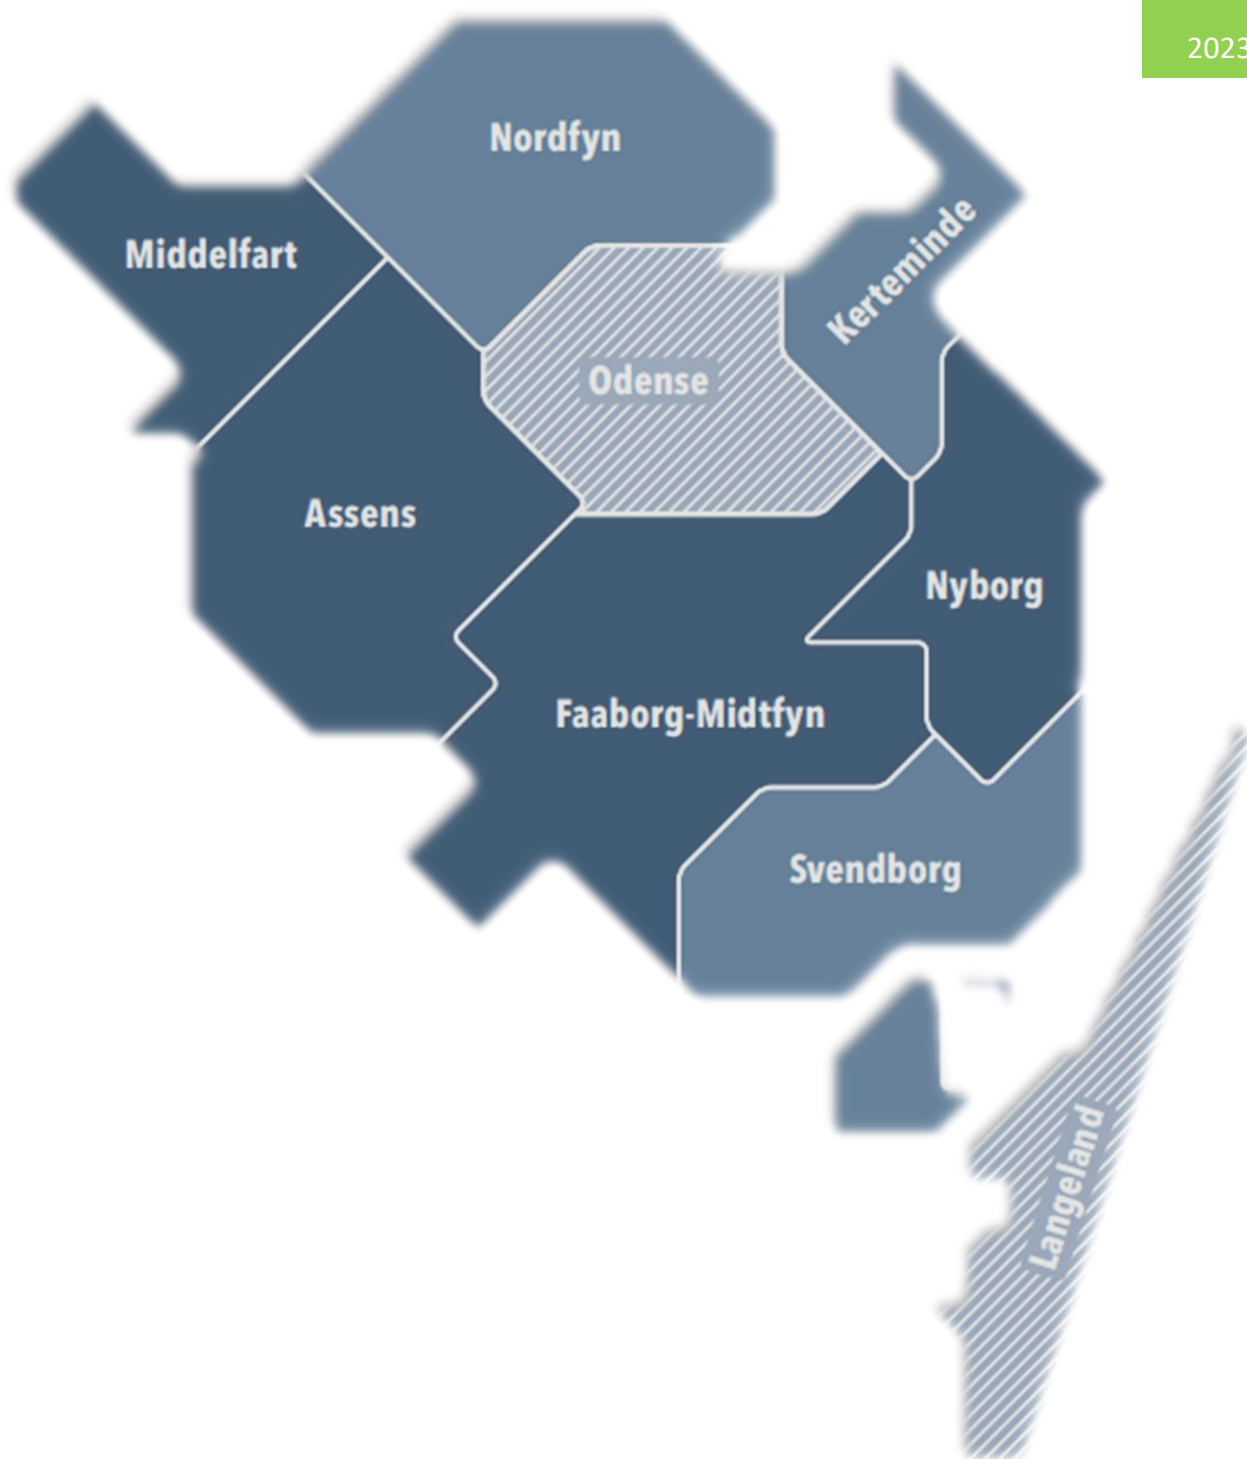 2023
Nordfyn
Middelfart
Kerteminde
Odense
Assens
Nyborg
Faaborg-Midtfyn
Svendborg
Langeland